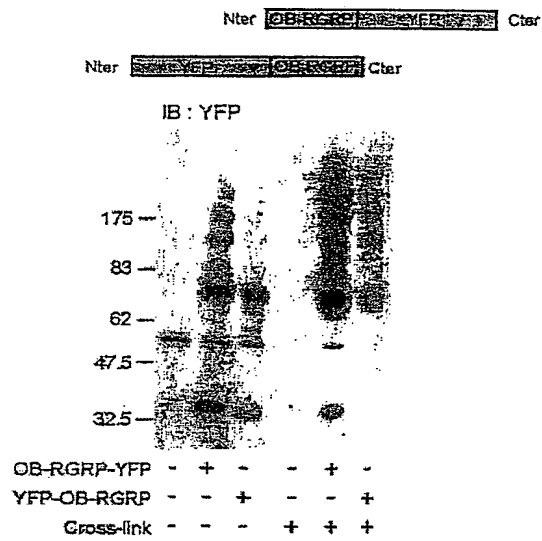 Nter OB-RGRP YFP Cter
Nter YFP OB-RGRP Cter
IB : YFP
175
83
62
47.5
32.5
OB-RGRP-YFP - + - - + -
YFP-OB-RGRP - - + - - +
Cross-link - - - + + +